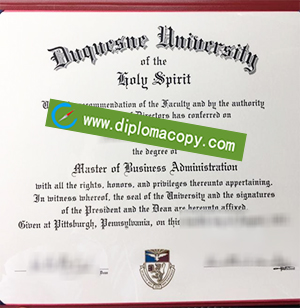 Duquesne University
of the
Holy Spirit
recommendation of the Faculty and by the authority
of Directors has conferred on
www.diplomacopy.com
the degree of
Master of Business Administration
with all the rights, honors, and privileges thereunto appertaining.
In witness whereof, the seal of the University and the signatures
of the President and the Dean are hereunto affixed.
Given at Pittsburgh, Pennsylvania, on this
Dean